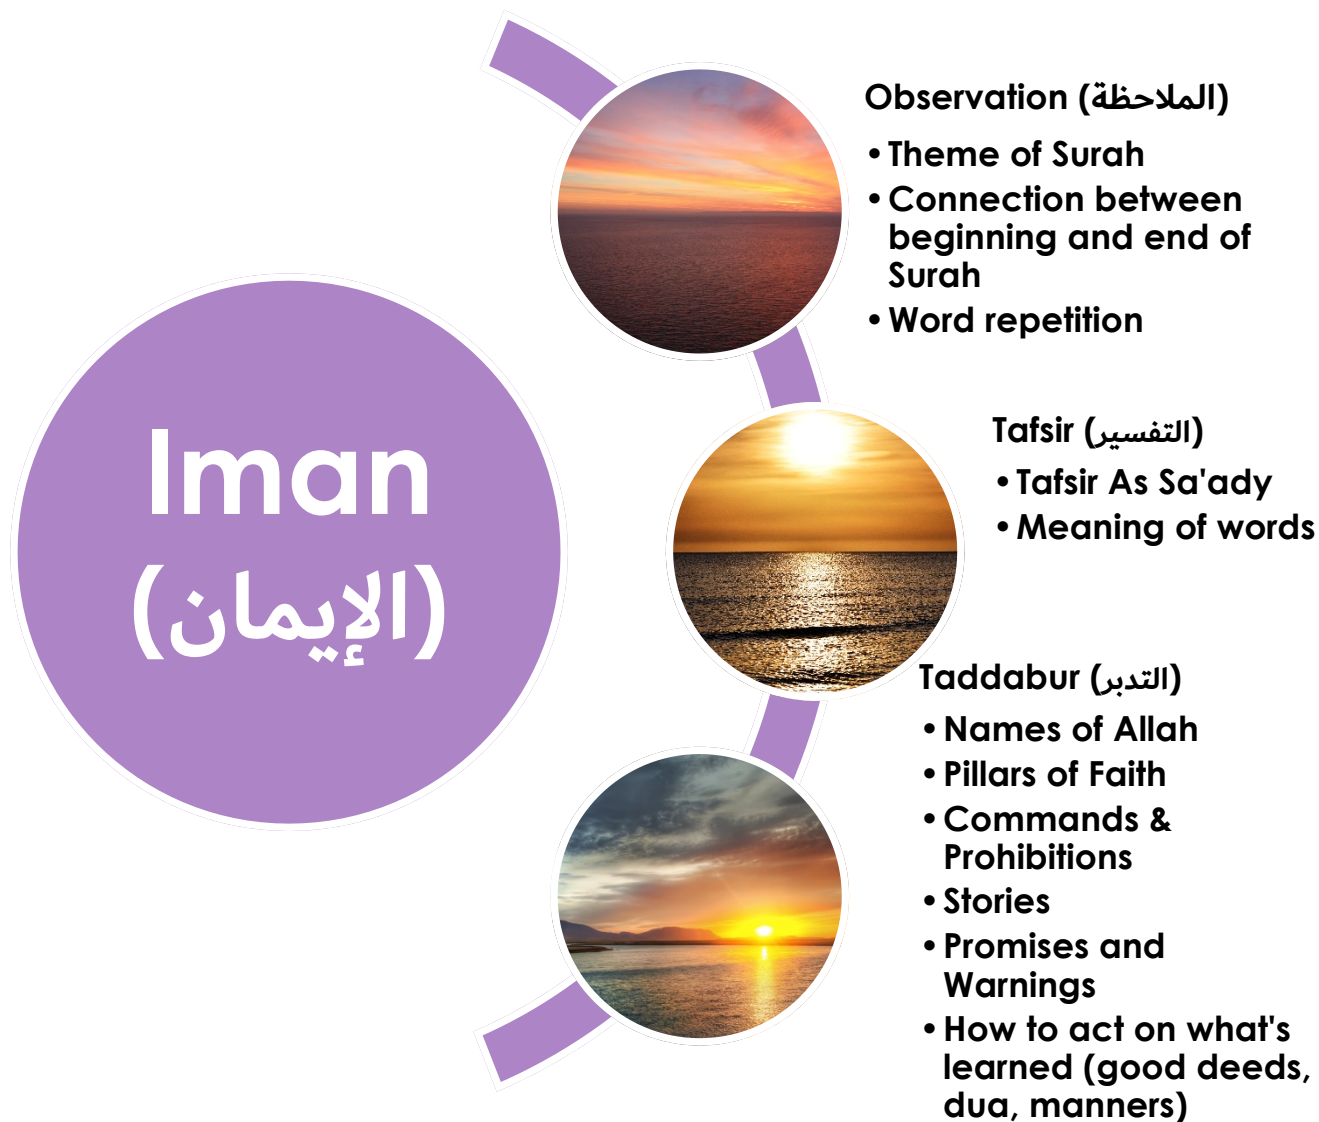 Iman
(الإيمان)
Observation (الملاحظة)
• Theme of Surah
• Connection between
beginning and end of
Surah
• Word repetition
Tafsir (التفسير)
• Tafsir As Sa'ady
• Meaning of words
Taddabur (التدبر)
• Names of Allah
• Pillars of Faith
• Commands &
Prohibitions
• Stories
• Promises and
Warnings
• How to act on what's
learned (good deeds,
dua, manners)